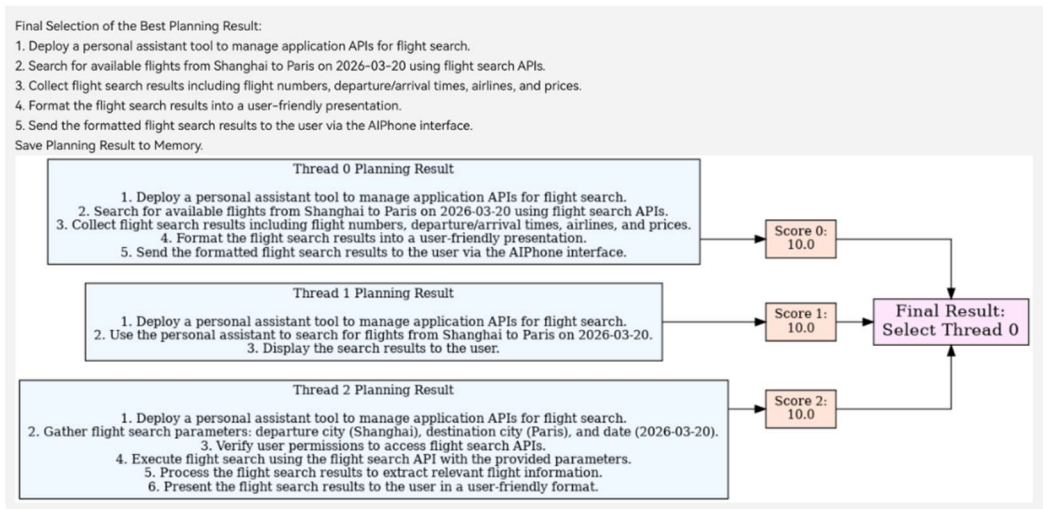 Final Selection of the Best Planning Result:
1. Deploy a personal assistant tool to manage application APIs for flight search.
2. Search for available flights from Shanghai to Paris on 2026-03-20 using flight search APIs.
3. Collect flight search results including flight numbers, departure/arrival times, airlines, and prices.
4. Format the flight search results into a user-friendly presentation.
5. Send the formatted flight search results to the user via the AIPhone interface.
Save Planning Result to Memory.
Thread 0 Planning Result
1. Deploy a personal assistant tool to manage application APIs for flight search.
2. Search for available flights from Shanghai to Paris on 2026-03-20 using flight search APIs.
3. Collect flight search results including flight numbers, departure/arrival times, airlines, and prices.
4. Format the flight search results into a user-friendly presentation.
5. Send the formatted flight search results to the user via the AIPhone interface.
Score 0:
10.0
Thread 1 Planning Result
1. Deploy a personal assistant tool to manage application APIs for flight search.
2. Use the personal assistant to search for flights from Shanghai to Paris on 2026-03-20.
3. Display the search results to the user.
Score 1:
10.0
Final Result:
Select Thread 0
Thread 2 Planning Result
1. Deploy a personal assistant tool to manage application APIs for flight search.
2. Gather flight search parameters: departure city (Shanghai), destination city (Paris), and date (2026-03-20).
3. Verify user permissions to access flight search APIs.
4. Execute flight search using the flight search API with the provided parameters.
5. Process the flight search results to extract relevant flight information.
6. Present the flight search results to the user in a user-friendly format.
Score 2:
10.0